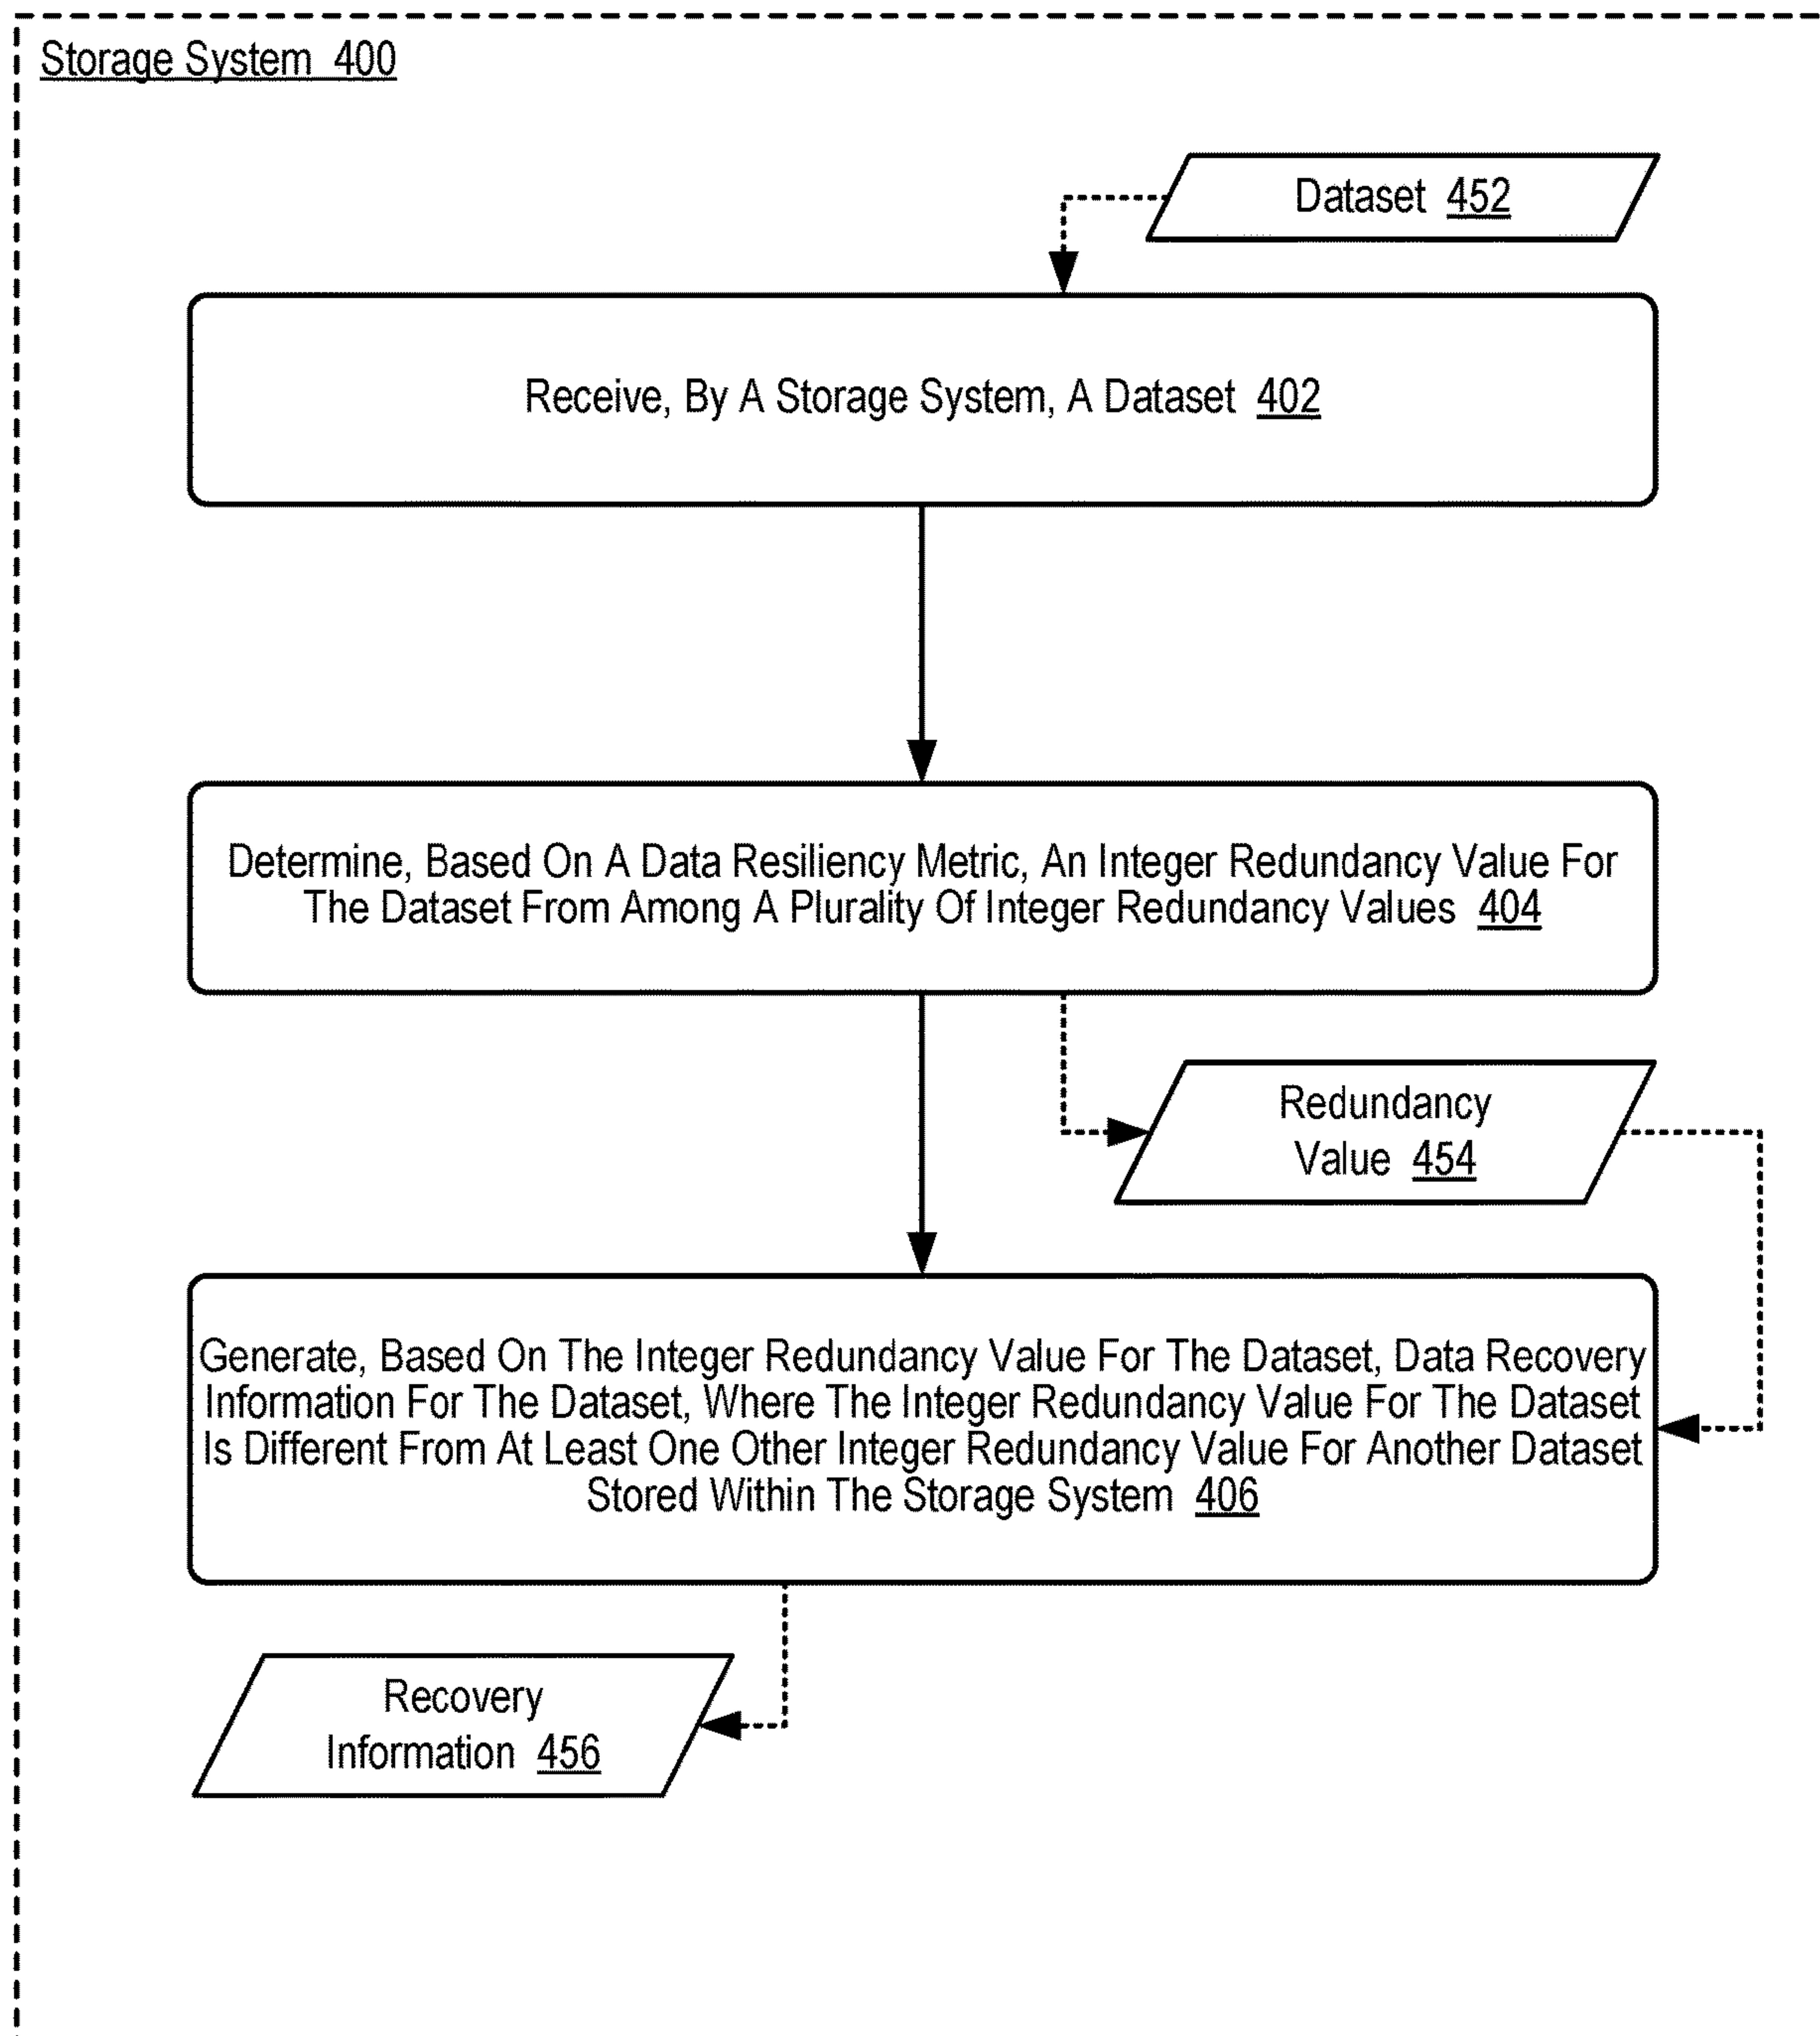 Storage System 400
Dataset 452
Receive, By A Storage System, A Dataset 402
Determine, Based On A Data Resiliency Metric, An Integer Redundancy Value For
The Dataset From Among A Plurality Of Integer Redundancy Values 404
Redundancy
Value 454
Generate, Based On The Integer Redundancy Value For The Dataset, Data Recovery
Information For The Dataset, Where The Integer Redundancy Value For The Dataset
Is Different From At Least One Other Integer Redundancy Value For Another Dataset
Stored Within The Storage System 406
Recovery
Information 456